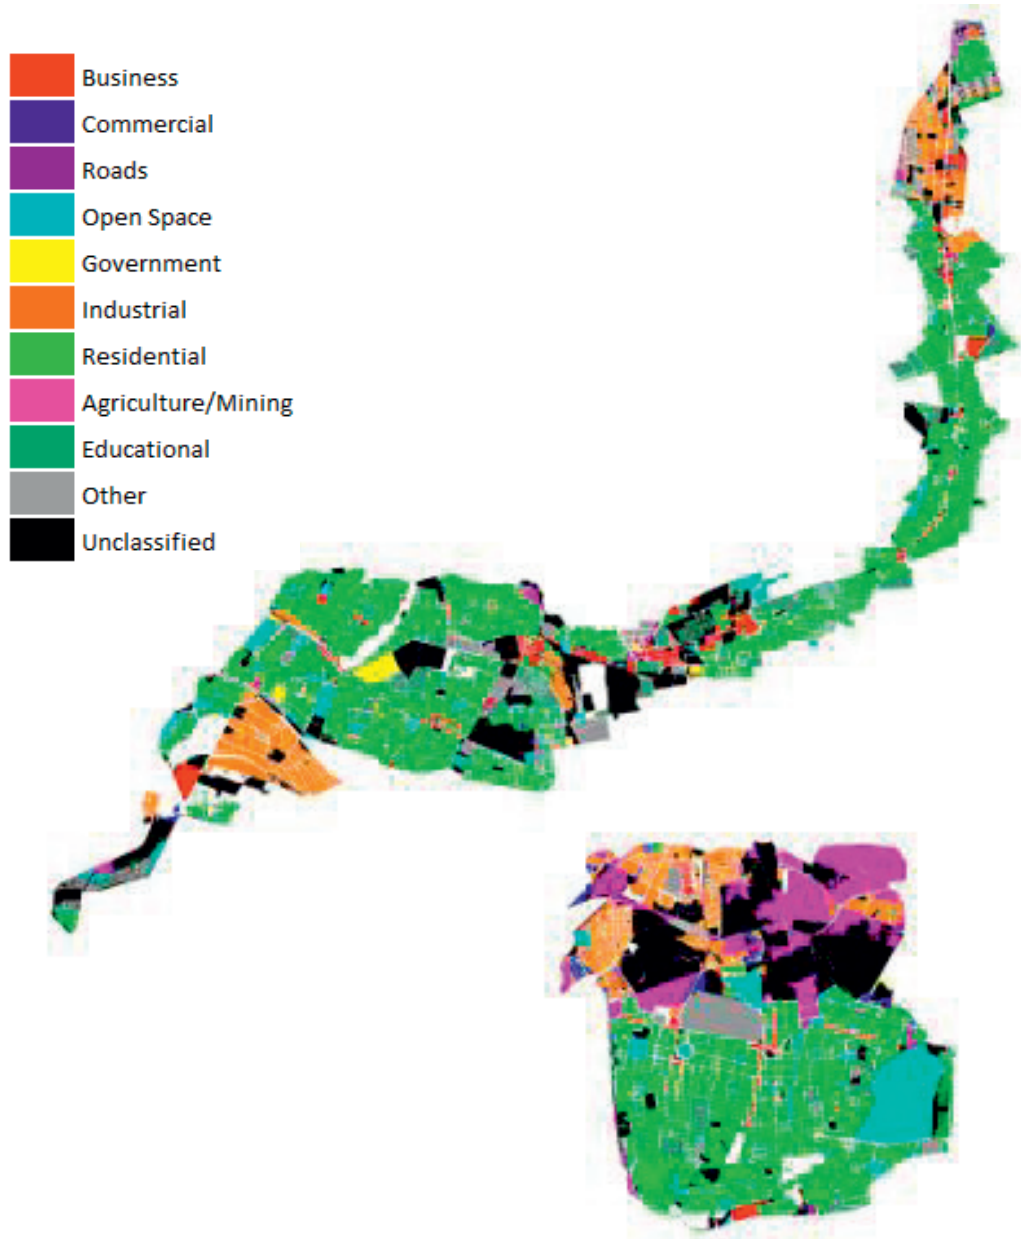 Business
Commercial
Roads
Open Space
Government
Industrial
Residential
Agriculture/Mining
Educational
Other
Unclassified